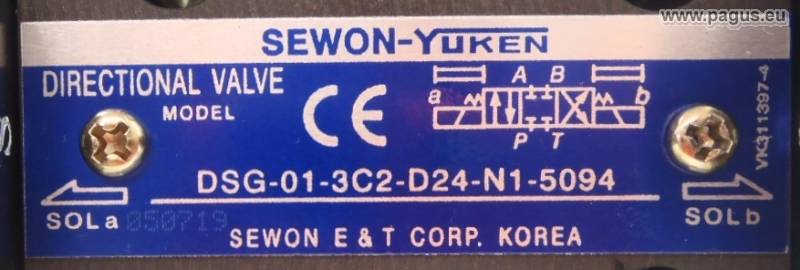 www.pagus.eu
SEWON-YUKEN
DIRECTIONAL VALVE
MODEL
CE
A B
a b
P T
VK311397-4
DSG-01-3C2-D24-N1-5094
SOL a 050719
SOL b
SEWON E & T CORP. KOREA